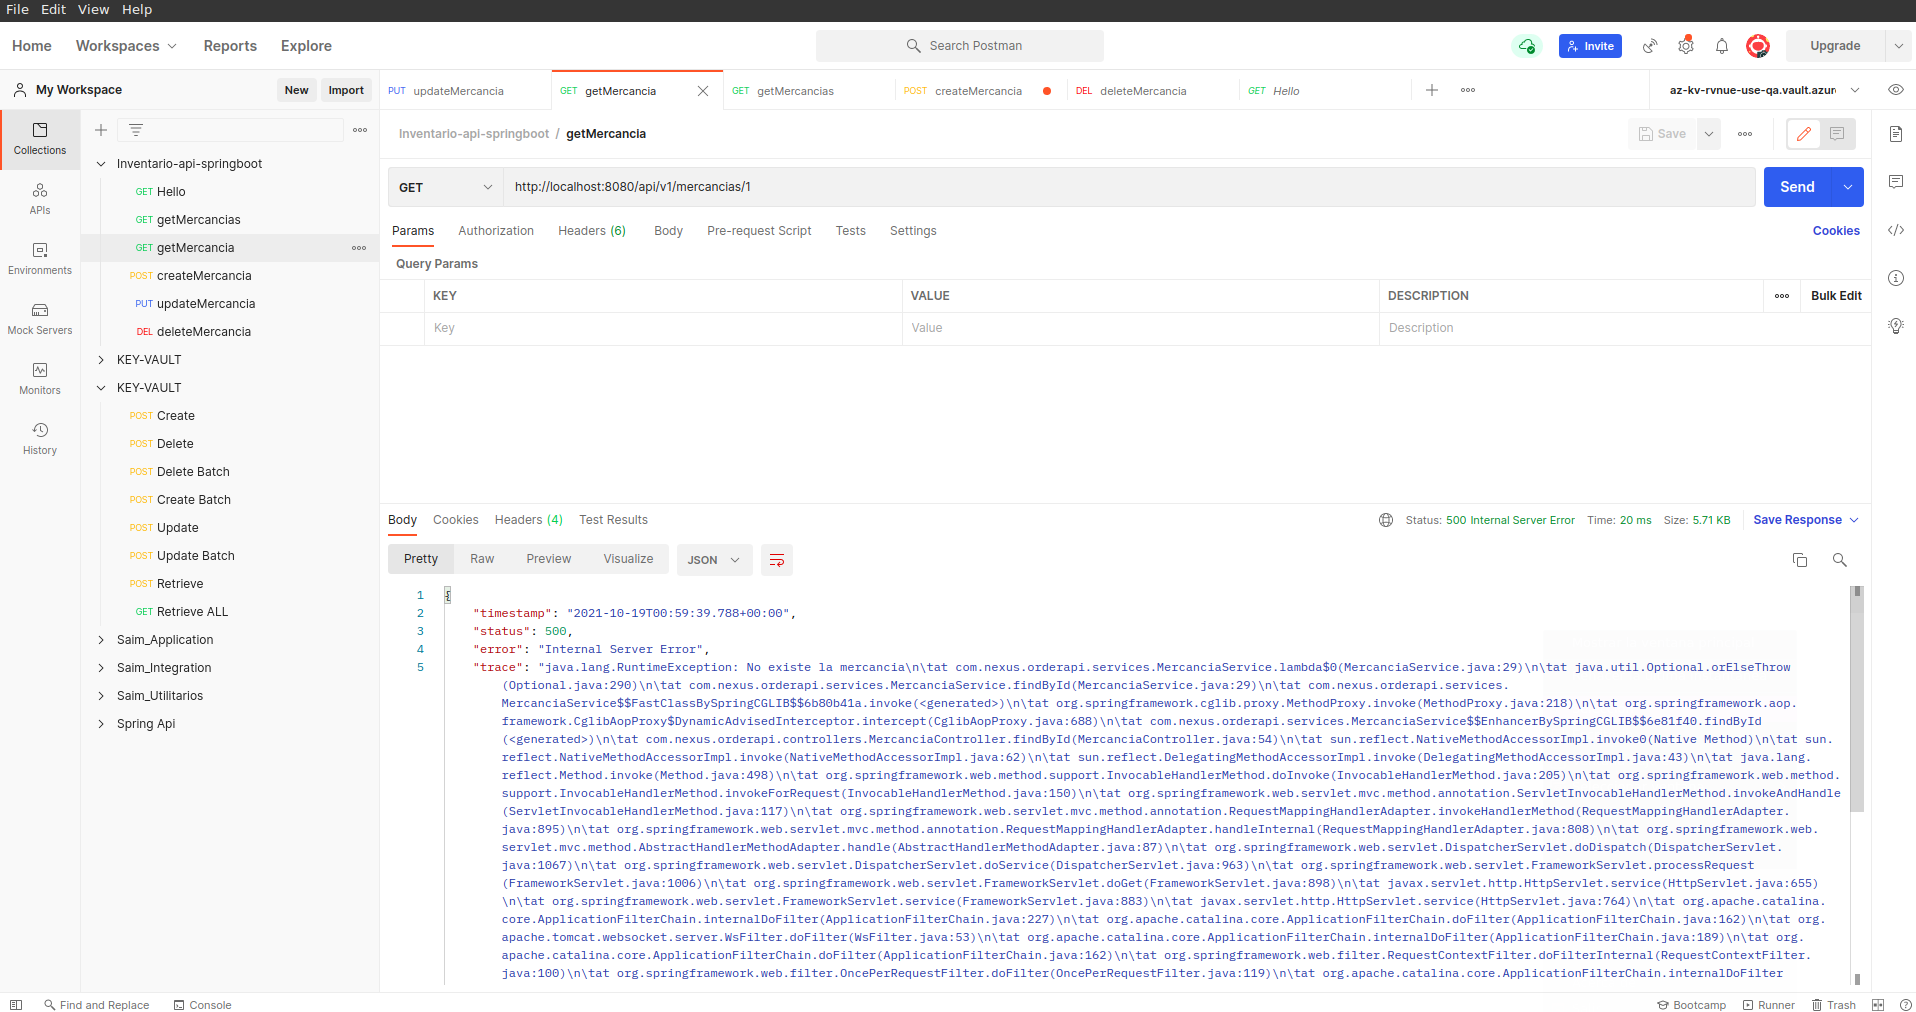 File Edit View Help
Home Workspaces Reports Explore Search Postman Invite Upgrade
My Workspace New Import PUT updateMercancia GET getMercancia GET getMercancias POST createMercancia DEL deleteMercancia GET Hello az-kv-rvnue-use-qa.vault.azur
Inventario-api-springboot / getMercancia Save
GET http://localhost:8080/api/v1/mercancias/1 Send
Params Authorization Headers (6) Body Pre-request Script Tests Settings Cookies
Query Params
KEY VALUE DESCRIPTION Bulk Edit
Key Value Description
Collections
APIs
Environments
Mock Servers
Monitors
History
Inventario-api-springboot
GET Hello
GET getMercancias
GET getMercancia
POST createMercancia
PUT updateMercancia
DEL deleteMercancia
KEY-VAULT
KEY-VAULT
POST Create
POST Delete
POST Delete Batch
POST Create Batch
POST Update
POST Update Batch
POST Retrieve
GET Retrieve ALL
Saim_Application
Saim_Integration
Saim_Utilitarios
Spring Api
Body Cookies Headers (4) Test Results Status: 500 Internal Server Error Time: 20 ms Size: 5.71 KB Save Response
Pretty Raw Preview Visualize JSON
1 {
2 "timestamp": "2021-10-19T00:59:39.788+00:00",
3 "status": 500,
4 "error": "Internal Server Error",
5 "trace": "java.lang.RuntimeException: No existe la mercancia\n\tat com.nexus.orderapi.services.MercanciaService.lambda$0(MercanciaService.java:29)\n\tat java.util.Optional.orElseThrow
(Optional.java:290)\n\tat com.nexus.orderapi.services.MercanciaService.findById(MercanciaService.java:29)\n\tat com.nexus.orderapi.services.
MercanciaService$$FastClassBySpringCGLIB$$6b80b41a.invoke(<generated>)\n\tat org.springframework.cglib.proxy.MethodProxy.invoke(MethodProxy.java:218)\n\tat org.springframework.aop.
framework.CglibAopProxy$DynamicAdvisedInterceptor.intercept(CglibAopProxy.java:688)\n\tat com.nexus.orderapi.services.MercanciaService$$EnhancerBySpringCGLIB$$6e81f40.findById
(<generated>)\n\tat com.nexus.orderapi.controllers.MercanciaController.findById(MercanciaController.java:54)\n\tat sun.reflect.NativeMethodAccessorImpl.invoke0(Native Method)\n\tat sun.
reflect.NativeMethodAccessorImpl.invoke(NativeMethodAccessorImpl.java:62)\n\tat sun.reflect.DelegatingMethodAccessorImpl.invoke(DelegatingMethodAccessorImpl.java:43)\n\tat java.lang.
reflect.Method.invoke(Method.java:498)\n\tat org.springframework.web.method.support.InvocableHandlerMethod.doInvoke(InvocableHandlerMethod.java:205)\n\tat org.springframework.web.method.
support.InvocableHandlerMethod.invokeForRequest(InvocableHandlerMethod.java:150)\n\tat org.springframework.web.servlet.mvc.method.annotation.ServletInvocableHandlerMethod.invokeAndHandle
(ServletInvocableHandlerMethod.java:117)\n\tat org.springframework.web.servlet.mvc.method.annotation.RequestMappingHandlerAdapter.invokeHandlerMethod(RequestMappingHandlerAdapter.
java:895)\n\tat org.springframework.web.servlet.mvc.method.annotation.RequestMappingHandlerAdapter.handleInternal(RequestMappingHandlerAdapter.java:808)\n\tat org.springframework.web.
servlet.mvc.method.AbstractHandlerMethodAdapter.handle(AbstractHandlerMethodAdapter.java:87)\n\tat org.springframework.web.servlet.DispatcherServlet.doDispatch(DispatcherServlet.
java:1067)\n\tat org.springframework.web.servlet.DispatcherServlet.doService(DispatcherServlet.java:963)\n\tat org.springframework.web.servlet.FrameworkServlet.processRequest
(FrameworkServlet.java:1006)\n\tat org.springframework.web.servlet.FrameworkServlet.doGet(FrameworkServlet.java:898)\n\tat javax.servlet.http.HttpServlet.service(HttpServlet.java:655)
\n\tat org.springframework.web.servlet.FrameworkServlet.service(FrameworkServlet.java:883)\n\tat javax.servlet.http.HttpServlet.service(HttpServlet.java:764)\n\tat org.apache.catalina.
core.ApplicationFilterChain.internalDoFilter(ApplicationFilterChain.java:227)\n\tat org.apache.catalina.core.ApplicationFilterChain.doFilter(ApplicationFilterChain.java:162)\n\tat org.
apache.tomcat.websocket.server.WsFilter.doFilter(WsFilter.java:53)\n\tat org.apache.catalina.core.ApplicationFilterChain.internalDoFilter(ApplicationFilterChain.java:189)\n\tat org.
apache.catalina.core.ApplicationFilterChain.doFilter(ApplicationFilterChain.java:162)\n\tat org.springframework.web.filter.RequestContextFilter.doFilterInternal(RequestContextFilter.
java:100)\n\tat org.springframework.web.filter.OncePerRequestFilter.doFilter(OncePerRequestFilter.java:119)\n\tat org.apache.catalina.core.ApplicationFilterChain.internalDoFilter
Find and Replace Console Bootcamp Runner Trash